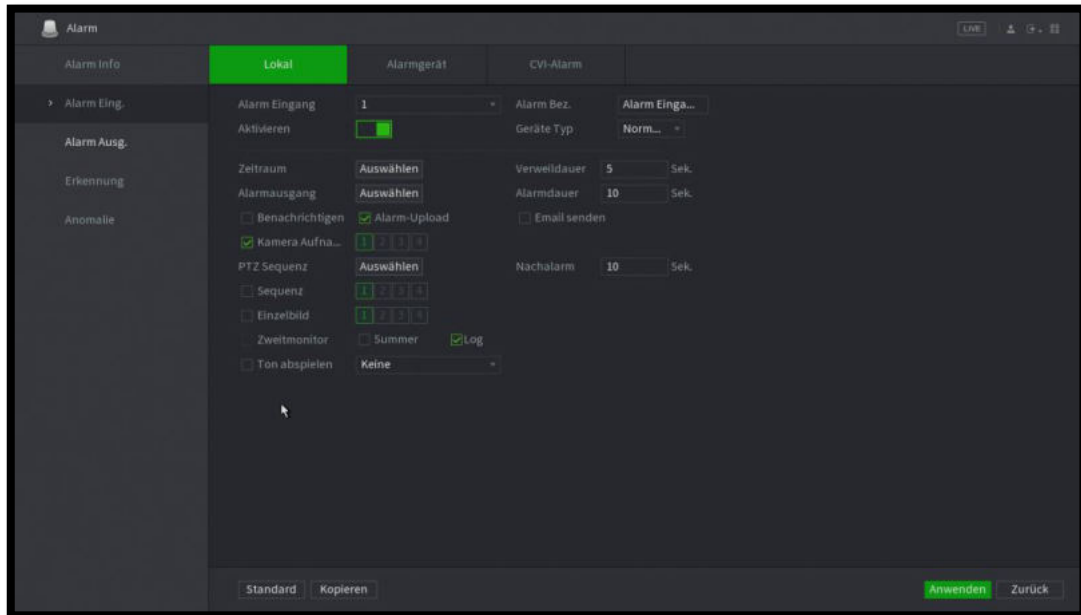 Alarm
LIVE
Alarm Info
Alarm Eing.
Alarm Ausg.
Erkennung
Anomalie
Lokal Alarmgerät CVI-Alarm
Alarm Eingang 1 Alarm Bez. Alarm Einga...
Aktivieren Geräte Typ Norm...
Zeitraum Auswählen Verweildauer 5 Sek.
Alarmausgang Auswählen Alarmdauer 10 Sek.
Benachrichtigen Alarm-Upload Email senden
Kamera Aufna... 1 2 3 4
PTZ Sequenz Auswählen Nachalarm 10 Sek.
Sequenz 1 2 3 4
Einzelbild 1 2 3 4
Zweitmonitor Summer Log
Ton abspielen Keine
Standard Kopieren Anwenden Zurück